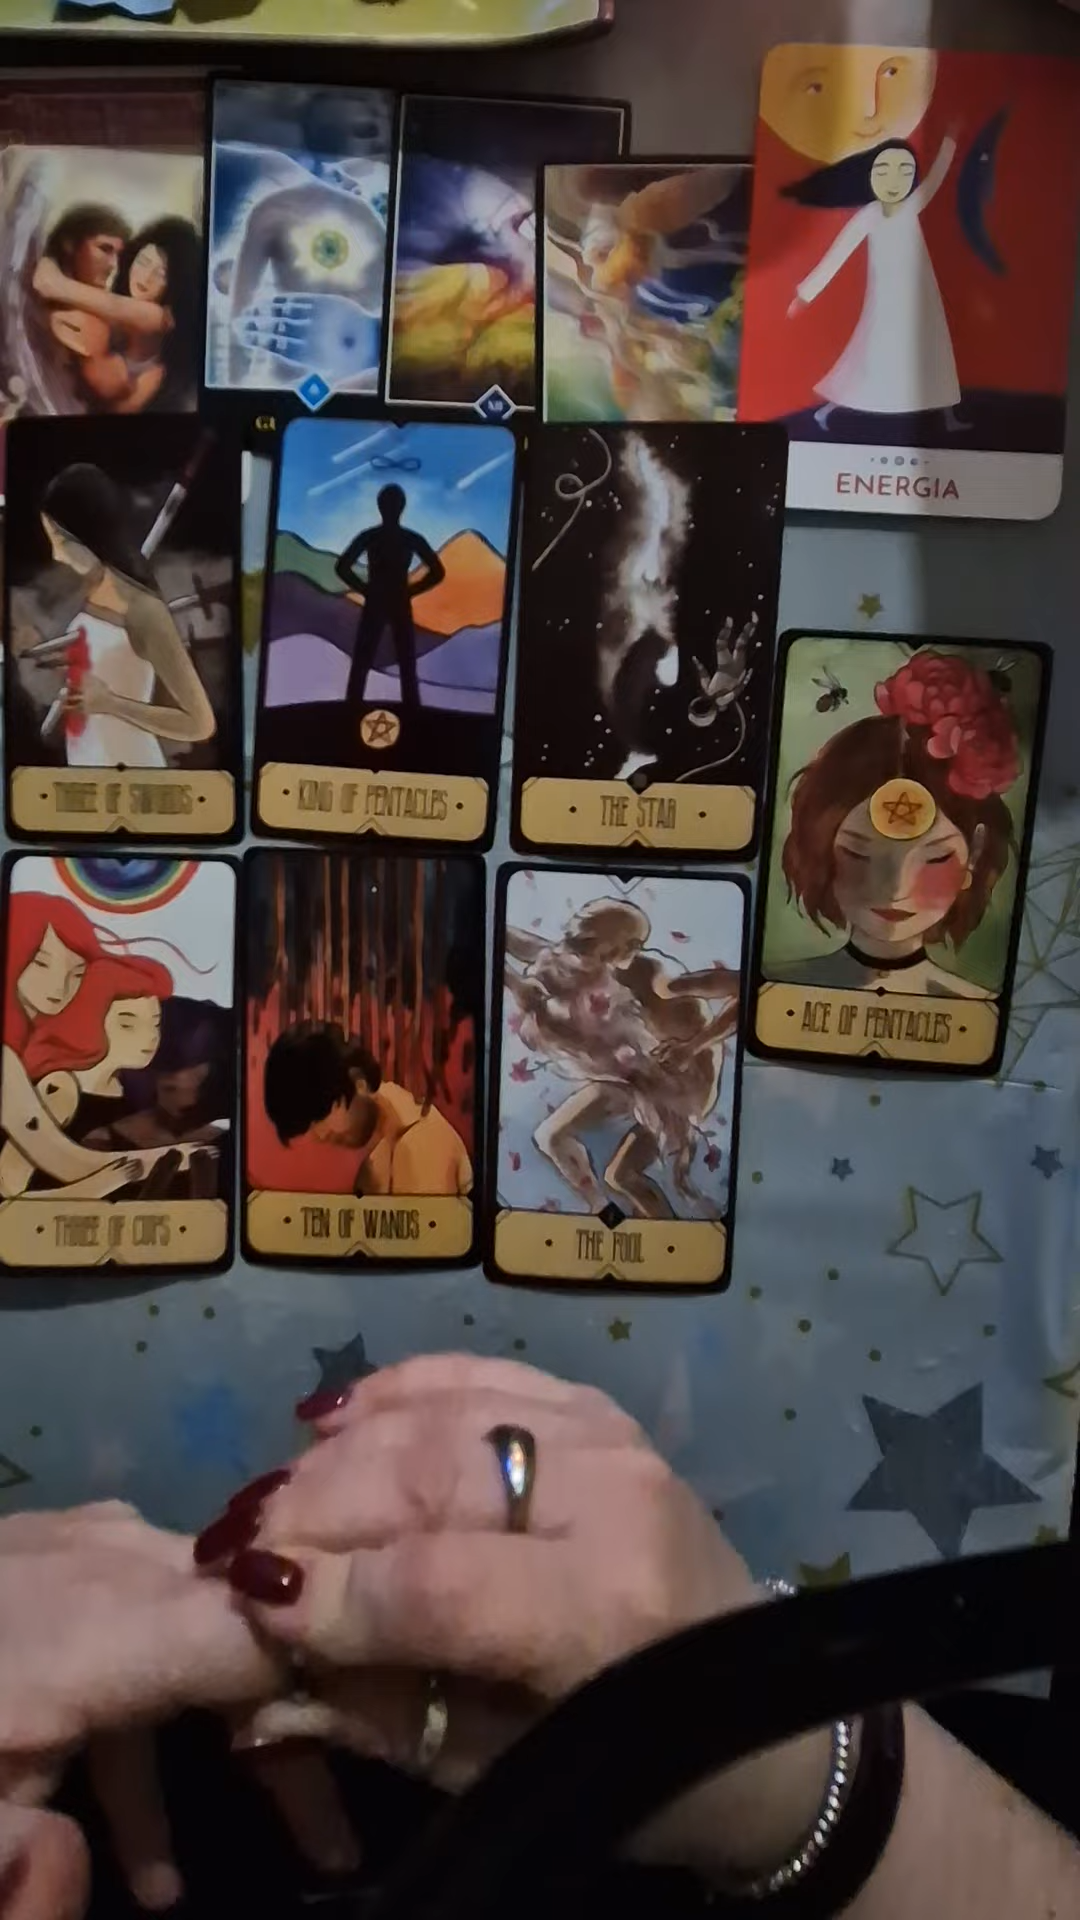 ENERGIA
THREE OF SWORDS
KING OF PENTACLES
THE STAR
ACE OF PENTACLES
THREE OF CUPS
TEN OF WANDS
THE FOOL